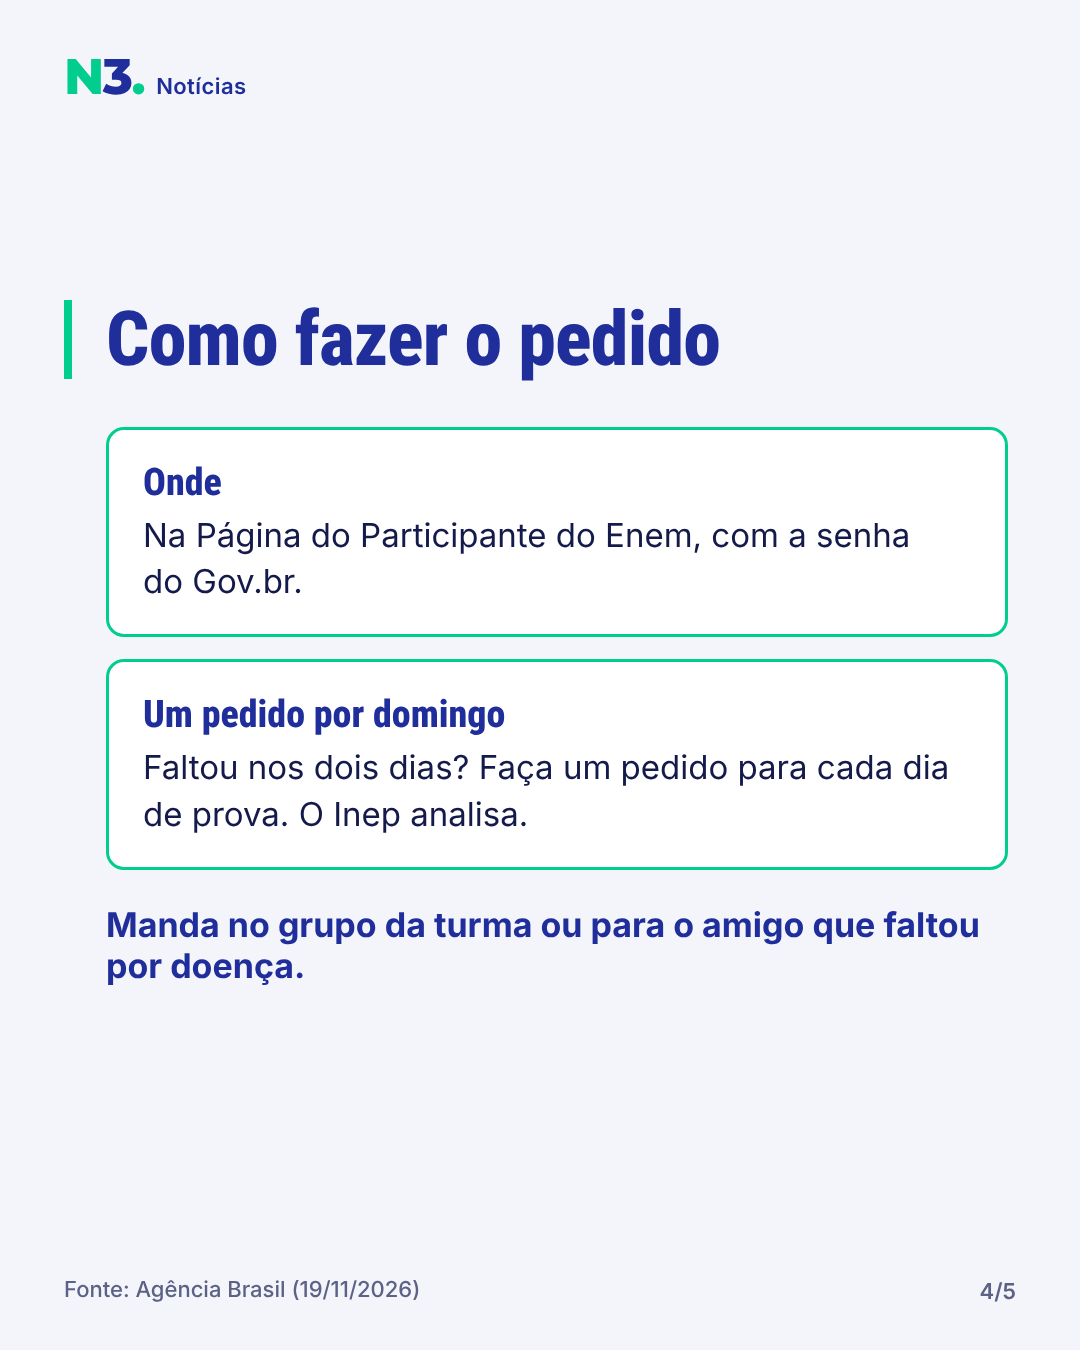 N3. Notícias
Como fazer o pedido
Onde
Na Página do Participante do Enem, com a senha
do Gov.br.
Um pedido por domingo
Faltou nos dois dias? Faça um pedido para cada dia
de prova. O Inep analisa.
Manda no grupo da turma ou para o amigo que faltou
por doença.
Fonte: Agência Brasil (19/11/2026)
4/5